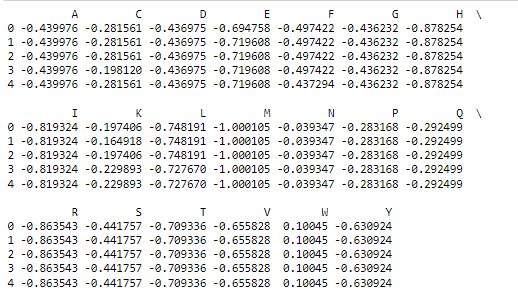 A C D E F G H \
0 -0.439976 -0.281561 -0.436975 -0.694758 -0.497422 -0.436232 -0.878254
1 -0.439976 -0.281561 -0.436975 -0.719608 -0.497422 -0.436232 -0.878254
2 -0.439976 -0.281561 -0.436975 -0.719608 -0.497422 -0.436232 -0.878254
3 -0.439976 -0.198120 -0.436975 -0.719608 -0.497422 -0.436232 -0.878254
4 -0.439976 -0.281561 -0.436975 -0.719608 -0.437294 -0.436232 -0.878254
I K L M N P Q \
0 -0.819324 -0.197406 -0.748191 -1.000105 -0.039347 -0.283168 -0.292499
1 -0.819324 -0.164918 -0.748191 -1.000105 -0.039347 -0.283168 -0.292499
2 -0.819324 -0.197406 -0.748191 -1.000105 -0.039347 -0.283168 -0.292499
3 -0.819324 -0.229893 -0.727670 -1.000105 -0.039347 -0.283168 -0.292499
4 -0.819324 -0.229893 -0.727670 -1.000105 -0.039347 -0.283168 -0.292499
R S T V W Y
0 -0.863543 -0.441757 -0.709336 -0.655828 0.10045 -0.630924
1 -0.863543 -0.441757 -0.709336 -0.655828 0.10045 -0.630924
2 -0.863543 -0.441757 -0.709336 -0.655828 0.10045 -0.630924
3 -0.863543 -0.441757 -0.709336 -0.655828 0.10045 -0.630924
4 -0.863543 -0.441757 -0.709336 -0.655828 0.10045 -0.630924